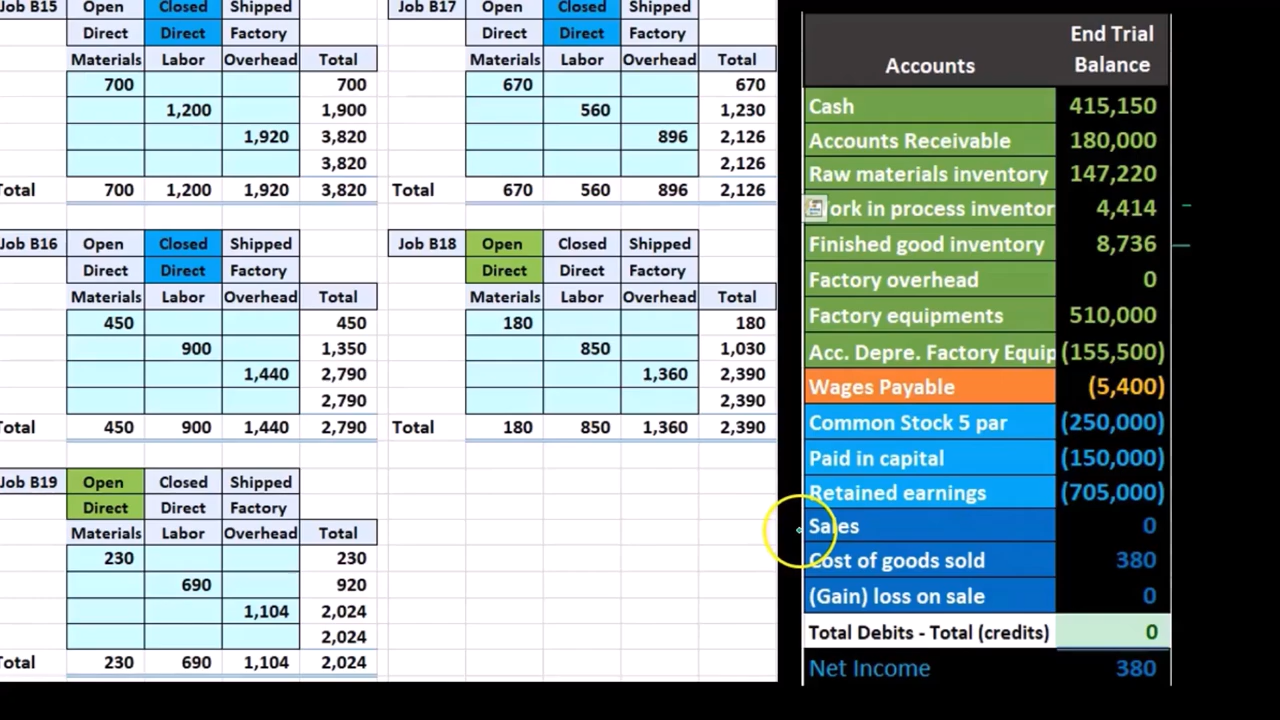 Job B15 Open Closed Shipped
Direct Direct Factory
Materials Labor Overhead Total
700 700
1,200 1,900
1,920 3,820
3,820
Total 700 1,200 1,920 3,820
Job B16 Open Closed Shipped
Direct Direct Factory
Materials Labor Overhead Total
450 450
900 1,350
1,440 2,790
2,790
Total 450 900 1,440 2,790
Job B19 Open Closed Shipped
Direct Direct Factory
Materials Labor Overhead Total
230 230
690 920
1,104 2,024
2,024
Total 230 690 1,104 2,024
Job B17 Open Closed Shipped
Direct Direct Factory
Materials Labor Overhead Total
670 670
560 1,230
896 2,126
2,126
Total 670 560 896 2,126
Job B18 Open Closed Shipped
Direct Direct Factory
Materials Labor Overhead Total
180 180
850 1,030
1,360 2,390
2,390
Total 180 850 1,360 2,390
End Trial
Accounts Balance
Cash 415,150
Accounts Receivable 180,000
Raw materials inventory 147,220
ork in process inventor 4,414
Finished good inventory 8,736
Factory overhead 0
Factory equipments 510,000
Acc. Depre. Factory Equip (155,500)
Wages Payable (5,400)
Common Stock 5 par (250,000)
Paid in capital (150,000)
Retained earnings (705,000)
Sales 0
Cost of goods sold 380
(Gain) loss on sale 0
Total Debits - Total (credits) 0
Net Income 380